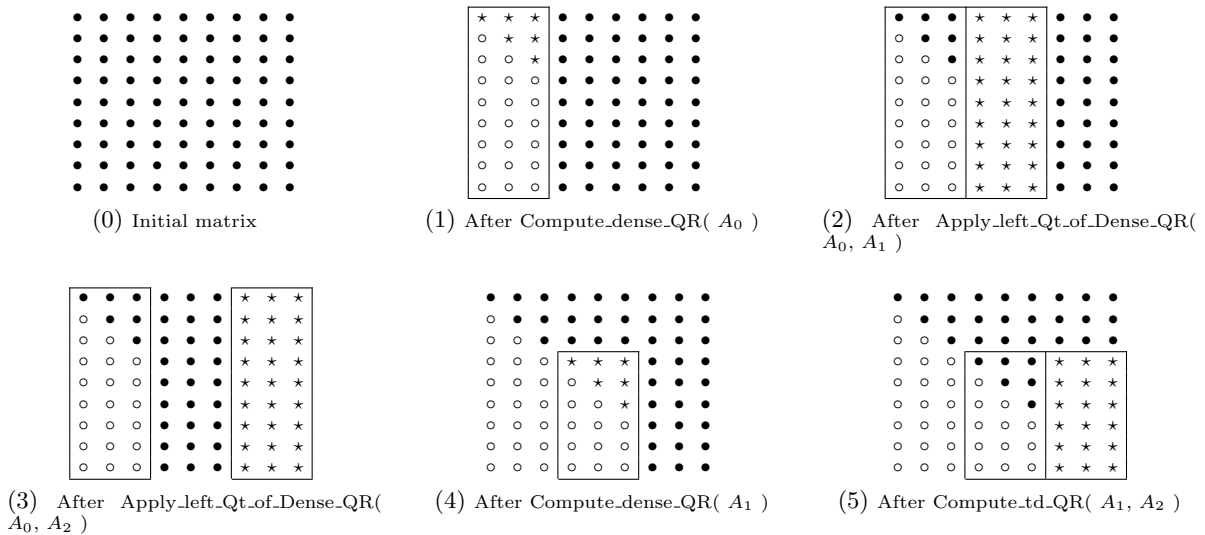 (0) Initial matrix
(1) After Compute_dense_QR( A₀ )
(2) After Apply_left_Qt_of_Dense_QR(
A₀, A₁ )
(3) After Apply_left_Qt_of_Dense_QR(
A₀, A₂ )
(4) After Compute_dense_QR( A₁ )
(5) After Compute_td_QR( A₁, A₂ )